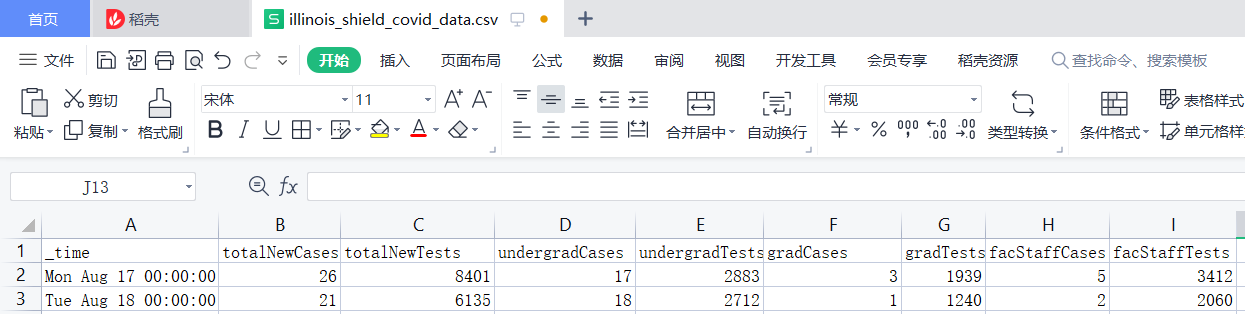 首页 稻壳 illinois_shield_covid_data.csv
文件 开始 插入 页面布局 公式 数据 审阅 视图 开发工具 会员专享 稻壳资源 查找命令、搜索模板
粘贴 剪切 复制 格式刷 宋体 11 A+ A- B I U A 合并居中 自动换行 常规 ¥ % 000 .00 .0 类型转换 条件格式 表格样式 单元格样
J13 fx
A B C D E F G H I
1 _time totalNewCases totalNewTests undergradCases undergradTests gradCases gradTests facStaffCases facStaffTests
2 Mon Aug 17 00:00:00 26 8401 17 2883 3 1939 5 3412
3 Tue Aug 18 00:00:00 21 6135 18 2712 1 1240 2 2060